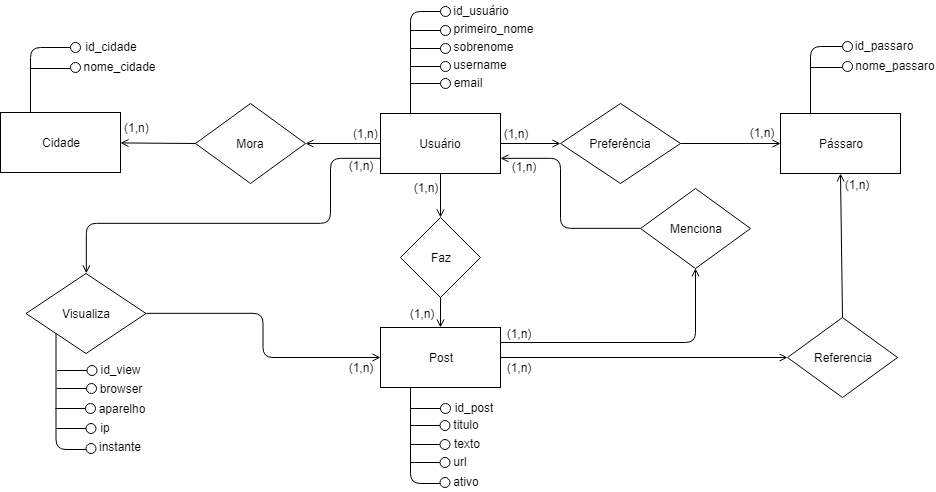 id_usuário
primeiro_nome
sobrenome
username
email
id_cidade
nome_cidade
id_passaro
nome_passaro
Cidade
(1,n)
Mora
(1,n)
Usuário
(1,n)
Preferência
(1,n)
Pássaro
(1,n)
(1,n)
(1,n)
(1,n)
Menciona
Faz
Visualiza
(1,n)
(1,n)
Post
(1,n)
(1,n)
Referencia
id_view
browser
aparelho
ip
instante
id_post
titulo
texto
url
ativo